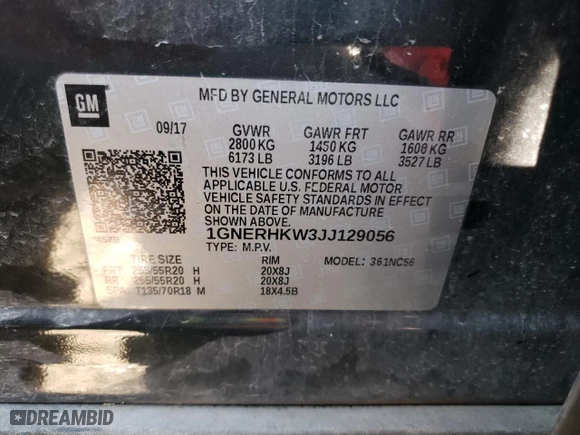 GM
MFD BY GENERAL MOTORS LLC
09/17 GVWR GAWR FRT GAWR RR
2800 KG 1450 KG 1600 KG
6173 LB 3196 LB 3527 LB
THIS VEHICLE CONFORMS TO ALL
APPLICABLE U.S. FEDERAL MOTOR
VEHICLE SAFETY STANDARDS IN EFFECT
ON THE DATE OF MANUFACTURE
SHOWN ABOVE.
1GNERHKW3JJ129056
TYPE: M.P.V. MODEL: 361NC56
TIRE SIZE RIM
FRT 255/55R20 H 20X8J
RR 255/55R20 H 20X8J
SPA T135/70R18 M 18X4.5B
DREAMBID